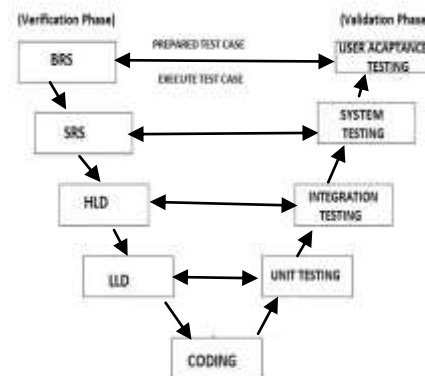 (Verification Phase)
(Validation Phase
BRS
PREPARED TEST CASE
EXECUTE TEST CASE
USER ACAPTANCE
TESTING
SRS
SYSTEM
TESTING
HLD
INTEGRATION
TESTING
LLD
UNIT TESTING
CODING